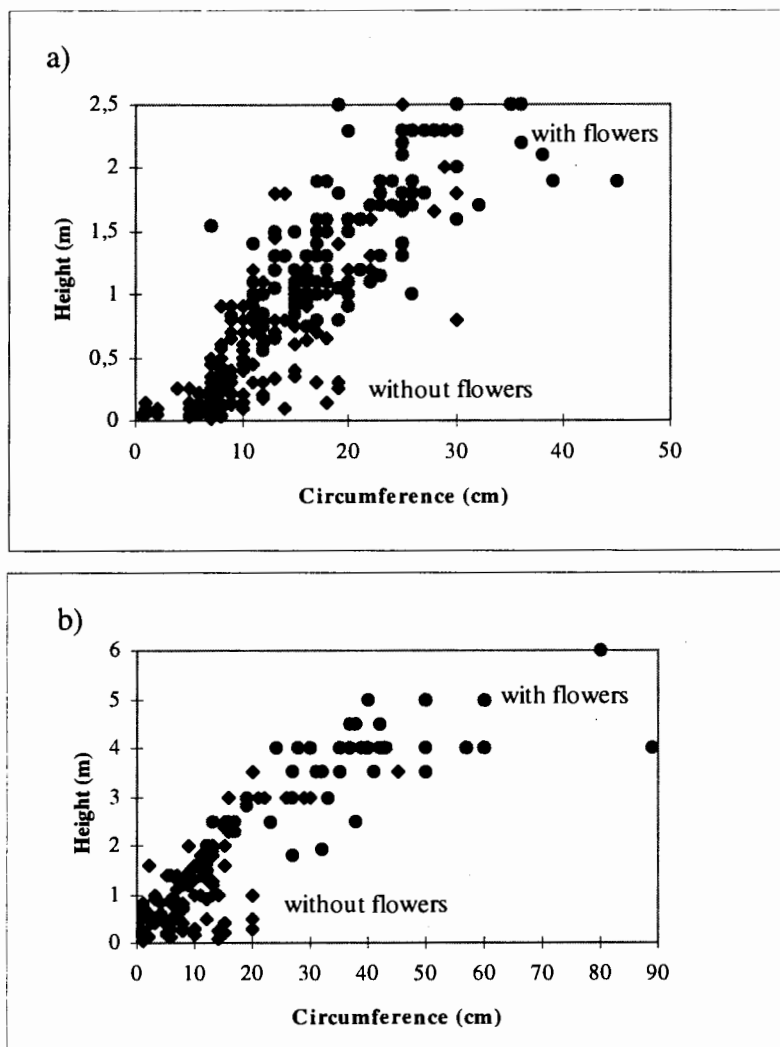 a)
2,5
with flowers
2
1,5
Height (m)
1
0,5
without flowers
0
0 10 20 30 40 50
Circumference (cm)
b)
6
5
with flowers
4
Height (m)
3
2
1
without flowers
0
0 10 20 30 40 50 60 70 80 90
Circumference (cm)